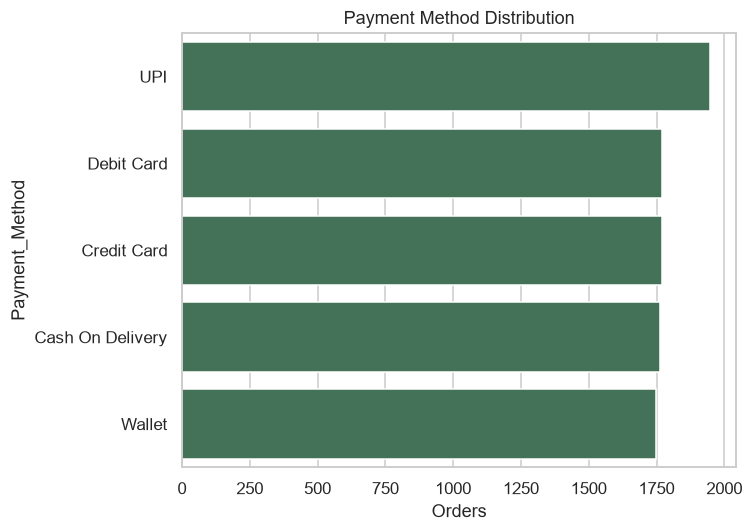 Payment Method Distribution
Payment_Method
UPI
Debit Card
Credit Card
Cash On Delivery
Wallet
0 250 500 750 1000 1250 1500 1750 2000
Orders